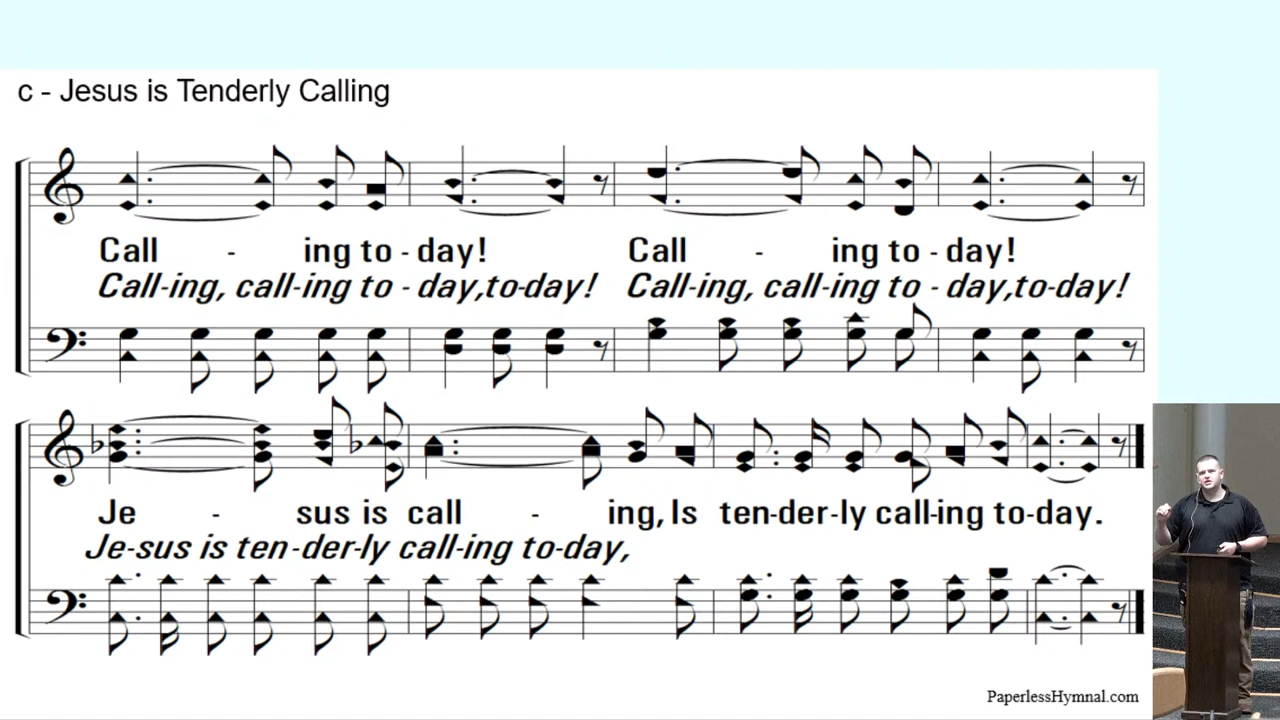 c - Jesus is Tenderly Calling
Call - ing to - day! Call - ing to - day!
Call-ing, call-ing to - day,to-day! Call-ing, call-ing to - day,to-day!
Je - sus is call - ing, Is ten-der-ly call-ing to-day.
Je-sus is ten-der-ly call-ing to-day,
PaperlessHymnal.com